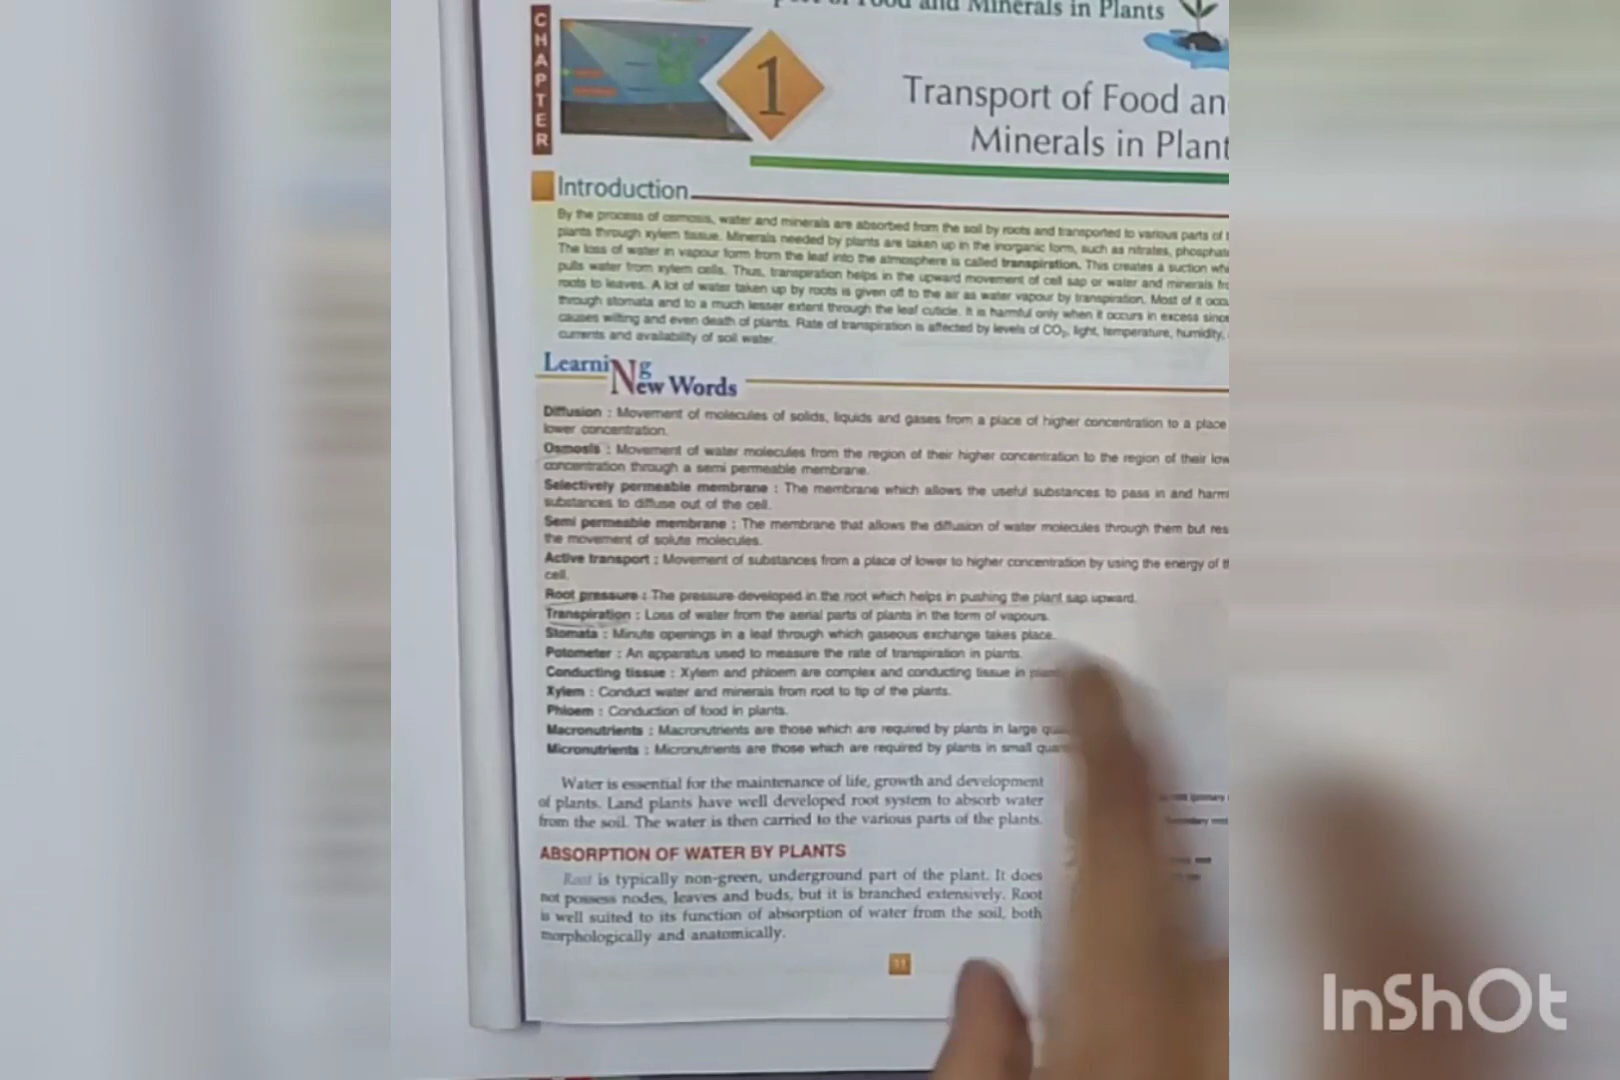 Food and Minerals in Plants
CHAPTER
1
Transport of Food an
Minerals in Plant
Introduction
By the process of osmosis, water and minerals are absorbed from the soil by roots and transported to various parts of
plants through xylem tissue. Minerals needed by plants are taken up in the inorganic form, such as nitrates, phosphat
The loss of water in vapour form from the leaf into the atmosphere is called transpiration. This creates a suction wh
pulls water from xylem cells. Thus, transpiration helps in the upward movement of cell sap or water and minerals fr
roots to leaves. A lot of water taken up by roots is given off to the air as water vapour by transpiration. Most of it occ
through stomata and to a much lesser extent through the leaf cuticle. It is harmful only when it occurs in excess sinc
causes wilting and even death of plants. Rate of transpiration is affected by levels of CO2, light, temperature, humidity,
currents and availability of soil water.
Learning
New Words
Diffusion : Movement of molecules of solids, liquids and gases from a place of higher concentration to a place
lower concentration.
Osmosis : Movement of water molecules from the region of their higher concentration to the region of their low
concentration through a semi permeable membrane.
Selectively permeable membrane : The membrane which allows the useful substances to pass in and harm
substances to diffuse out of the cell.
Semi permeable membrane : The membrane that allows the diffusion of water molecules through them but res
the movement of solute molecules.
Active transport : Movement of substances from a place of lower to higher concentration by using the energy of t
cell.
Root pressure : The pressure developed in the root which helps in pushing the plant sap upward.
Transpiration : Loss of water from the aerial parts of plants in the form of vapours.
Stomata : Minute openings in a leaf through which gaseous exchange takes place.
Potometer : An apparatus used to measure the rate of transpiration in plants.
Conducting tissue : Xylem and phloem are complex and conducting tissue in
Xylem : Conduct water and minerals from root to tip of the plants.
Phloem : Conduction of food in plants.
Macronutrients : Macronutrients are those which are required by plants in large
Micronutrients : Micronutrients are those which are required by plants in small
Water is essential for the maintenance of life, growth and development
of plants. Land plants have well developed root system to absorb water
from the soil. The water is then carried to the various parts of the plants.
ABSORPTION OF WATER BY PLANTS
Root is typically non-green, underground part of the plant. It does
not possess nodes, leaves and buds, but it is branched extensively. Root
is well suited to its function of absorption of water from the soil, both
morphologically and anatomically.
11
InShOt